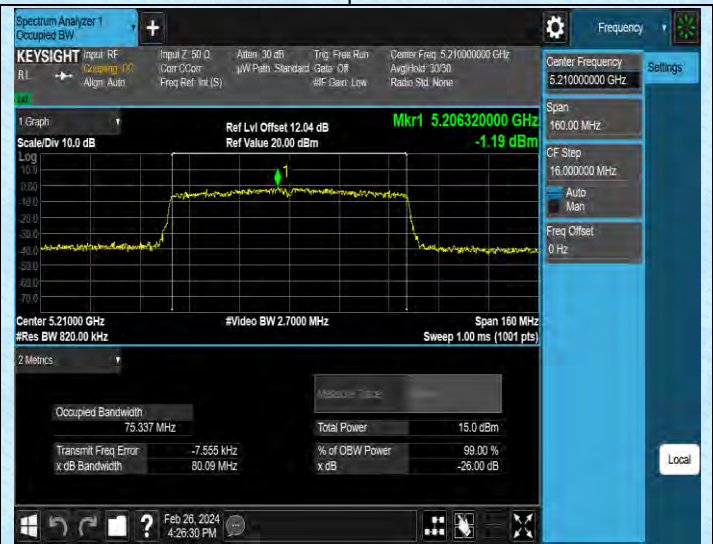 Spectrum Analyzer 1
Occupied BW
Frequency
KEYSIGHT
Input: RF
Coupling: DC
Align: Auto
RL
Input Z: 50 Ω
Corr CCorr
Freq Ref: Int (S)
Atten: 30 dB
µW Path: Standard
Trig: Free Run
Gate: Off
#IF Gain: Low
Center Freq: 5.210000000 GHz
Avg|Hold: 30/30
Radio Std: None
Center Frequency
5.210000000 GHz
Settings
Span
160.00 MHz
CF Step
16.000000 MHz
Auto
Man
Freq Offset
0 Hz
1 Graph
Scale/Div 10.0 dB
Ref Lvl Offset 12.04 dB
Ref Value 20.00 dBm
Mkr1 5.206320000 GHz
-1.19 dBm
Log
10.0
0.00
-10.0
-20.0
-30.0
-40.0
-50.0
-60.0
-70.0
1
Center 5.21000 GHz
#Video BW 2.7000 MHz
Span 160 MHz
#Res BW 820.00 kHz
Sweep 1.00 ms (1001 pts)
2 Metrics
Measure Trace
Occupied Bandwidth
75.337 MHz
Total Power
15.0 dBm
Transmit Freq Error
-7.555 kHz
% of OBW Power
99.00 %
x dB Bandwidth
80.09 MHz
x dB
-26.00 dB
Local
Feb 26, 2024
4:26:30 PM